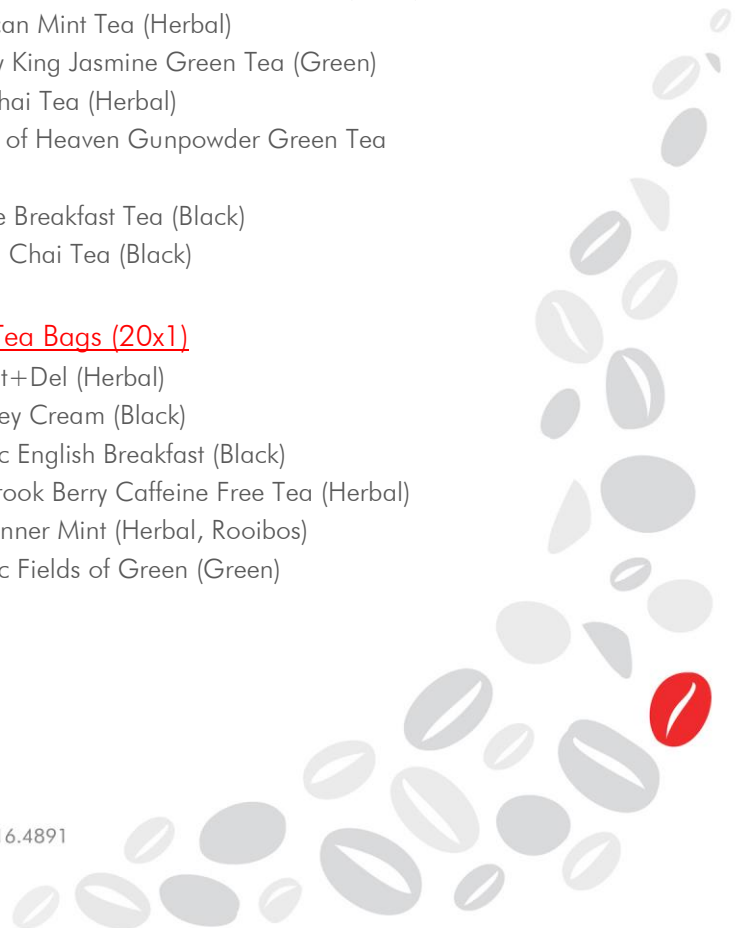 can Mint Tea (Herbal)
y King Jasmine Green Tea (Green)
hai Tea (Herbal)
of Heaven Gunpowder Green Tea
e Breakfast Tea (Black)
Chai Tea (Black)
Tea Bags (20x1)
t+Del (Herbal)
ey Cream (Black)
c English Breakfast (Black)
rook Berry Caffeine Free Tea (Herbal)
nner Mint (Herbal, Rooibos)
c Fields of Green (Green)
16.4891